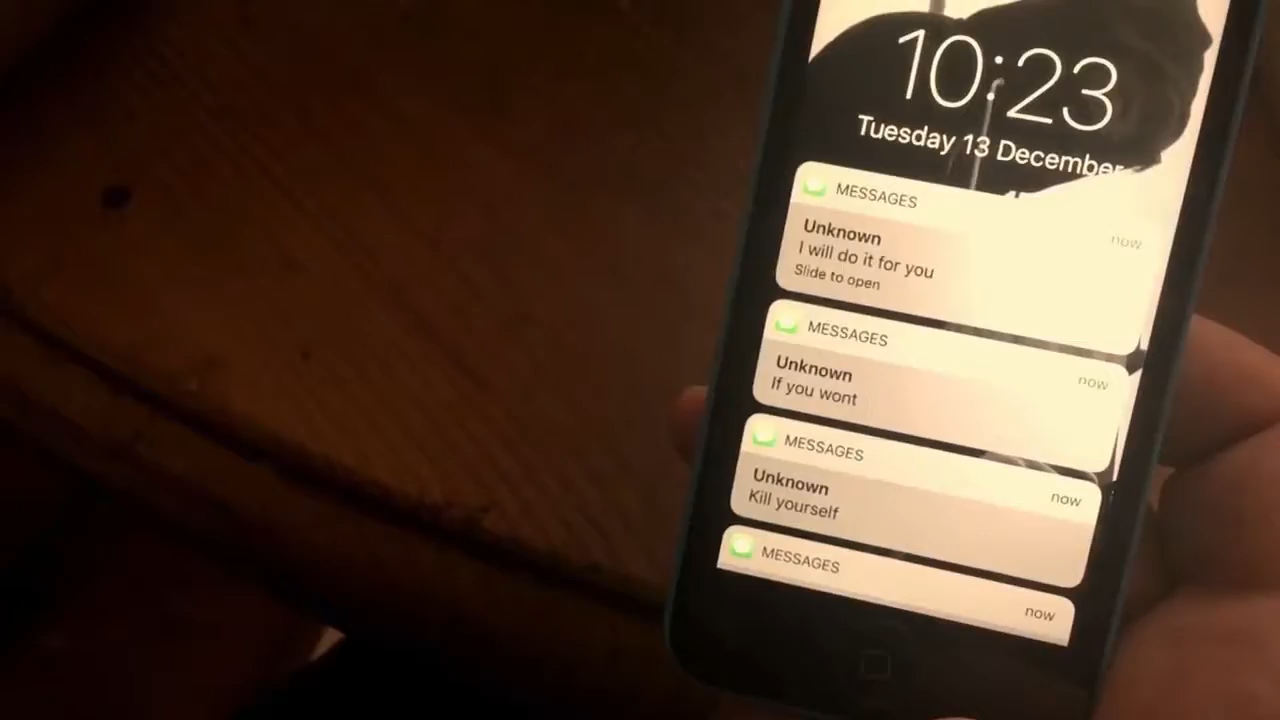 10:23
Tuesday 13 December
MESSAGES
now
Unknown
I will do it for you
Slide to open
MESSAGES
now
Unknown
If you wont
MESSAGES
now
Unknown
Kill yourself
MESSAGES
now